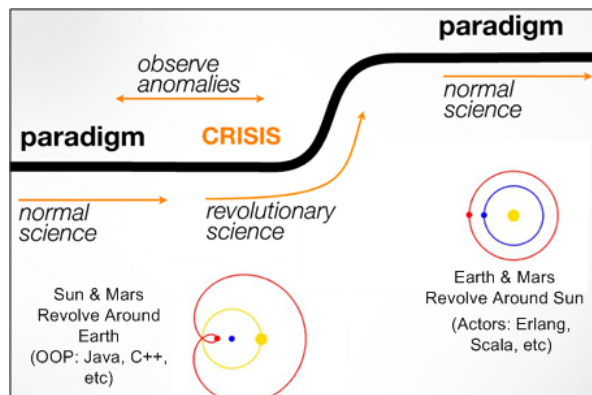 paradigm
observe
anomalies
normal
science
paradigm
CRISIS
normal
science
revolutionary
science
Sun & Mars
Revolve Around
Earth
(OOP: Java, C++,
etc)
Earth & Mars
Revolve Around Sun
(Actors: Erlang,
Scala, etc)